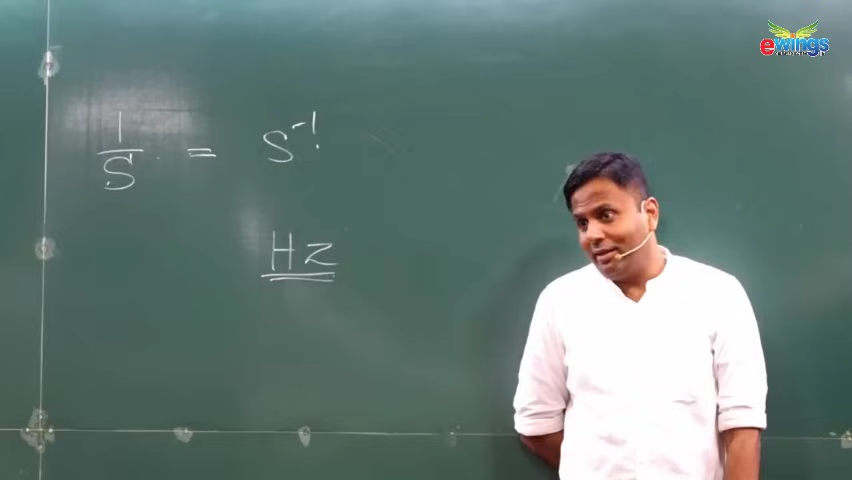 1/S = S⁻¹
Hz
ewings